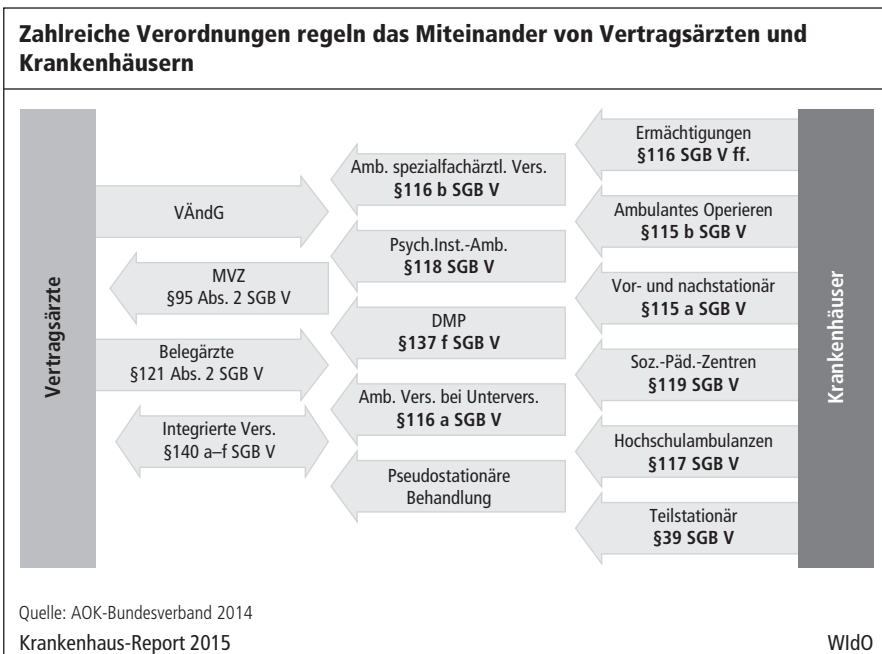 Zahlreiche Verordnungen regeln das Miteinander von Vertragsärzten und
Krankenhäusern
Vertragsärzte
VÄndG
MVZ
§95 Abs. 2 SGB V
Belegärzte
§121 Abs. 2 SGB V
Integrierte Vers.
§140 a–f SGB V
Amb. spezialfachärztl. Vers.
§116 b SGB V
Psych.Inst.-Amb.
§118 SGB V
DMP
§137 f SGB V
Amb. Vers. bei Untervers.
§116 a SGB V
Pseudostationäre
Behandlung
Ermächtigungen
§116 SGB V ff.
Ambulantes Operieren
§115 b SGB V
Vor- und nachstationär
§115 a SGB V
Soz.-Päd.-Zentren
§119 SGB V
Hochschulambulanzen
§117 SGB V
Teilstationär
§39 SGB V
Krankenhäuser
Quelle: AOK-Bundesverband 2014
Krankenhaus-Report 2015
WIdO